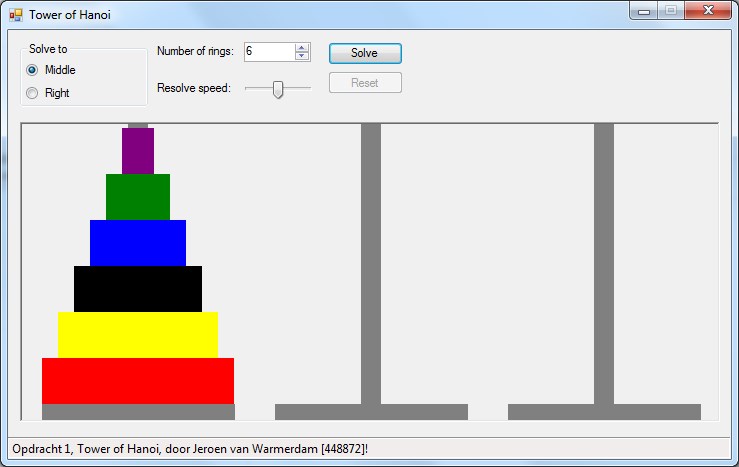 Tower of Hanoi
Solve to
Middle
Right
Number of rings: 6
Resolve speed:
Solve
Reset
Opdracht 1, Tower of Hanoi, door Jeroen van Warmerdam [448872]!